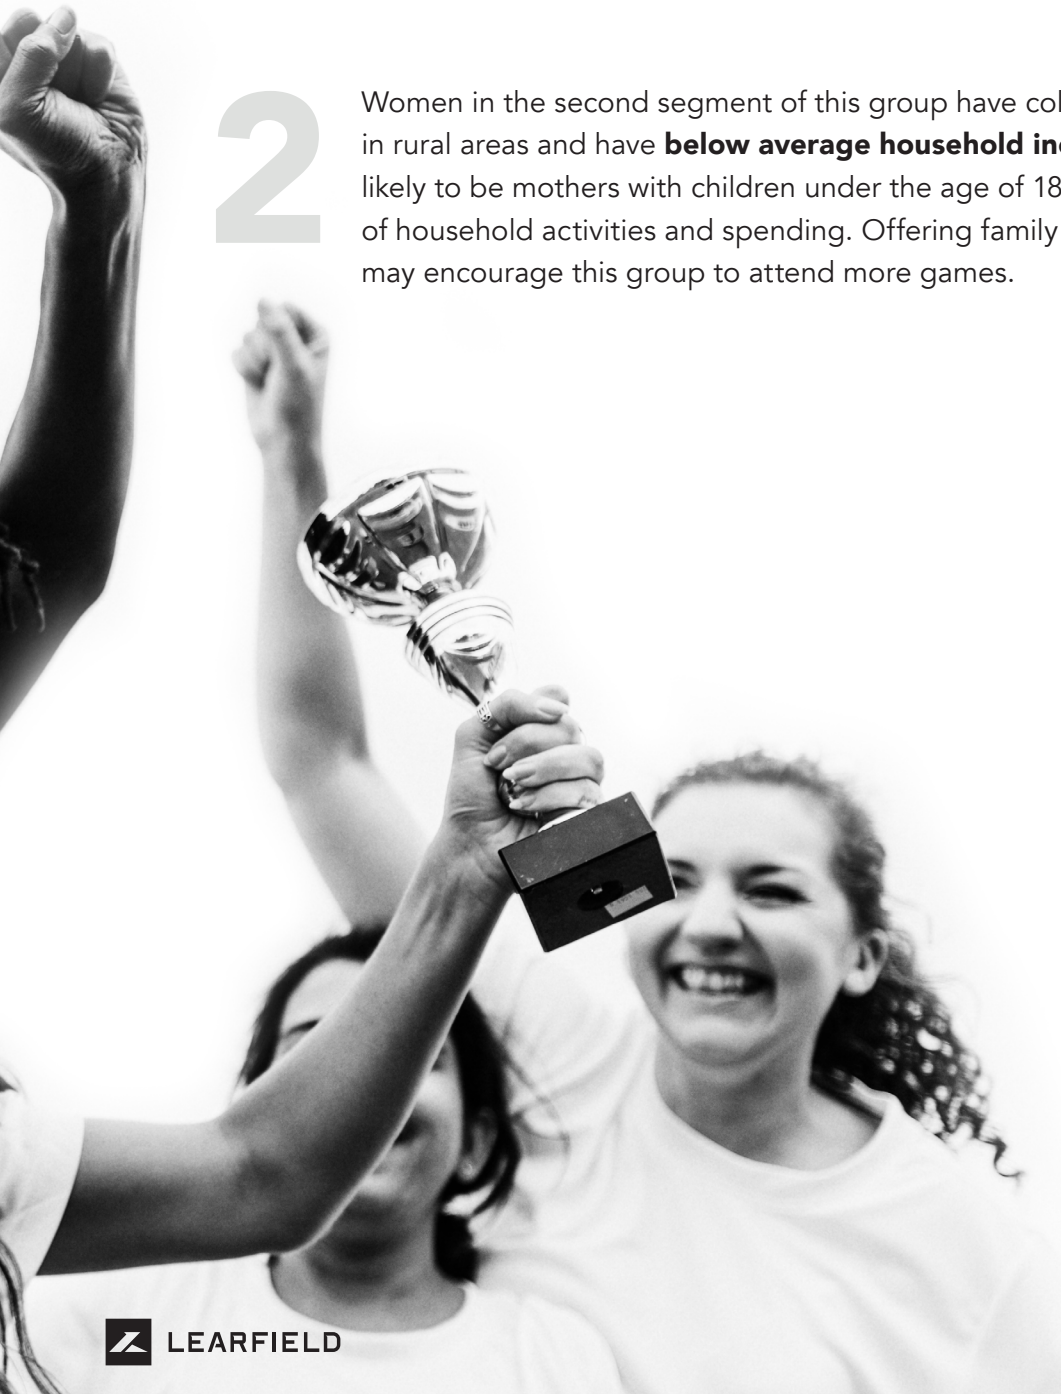 2
Women in the second segment of this group have col
in rural areas and have below average household in
likely to be mothers with children under the age of 18
of household activities and spending. Offering family
may encourage this group to attend more games.
LEARFIELD